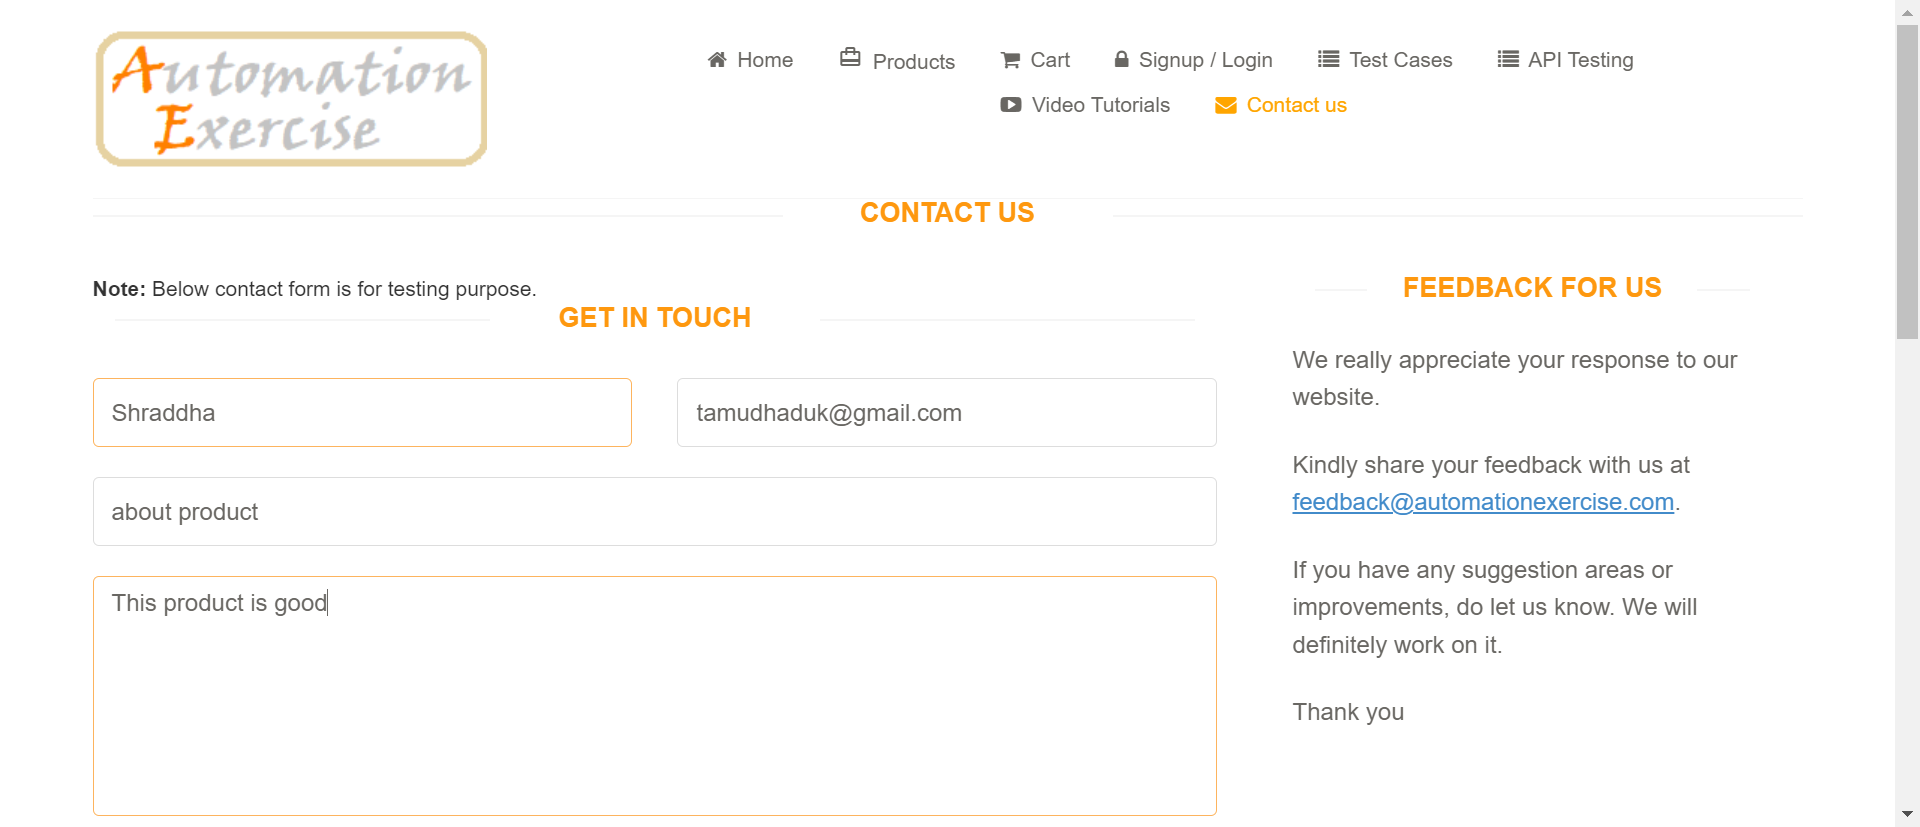 Automation
Exercise
Home
Products
Cart
Signup / Login
Test Cases
API Testing
Video Tutorials
Contact us
CONTACT US
Note: Below contact form is for testing purpose.
GET IN TOUCH
Shraddha
tamudhaduk@gmail.com
about product
This product is good
FEEDBACK FOR US
We really appreciate your response to our
website.
Kindly share your feedback with us at
feedback@automationexercise.com.
If you have any suggestion areas or
improvements, do let us know. We will
definitely work on it.
Thank you